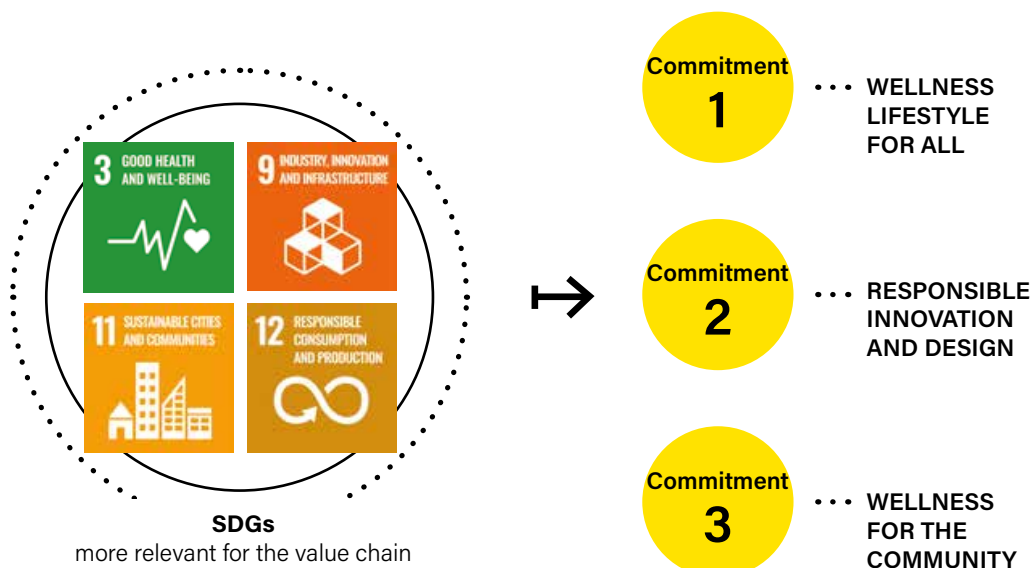 3 GOOD HEALTH
AND WELL-BEING
9 INDUSTRY, INNOVATION
AND INFRASTRUCTURE
11 SUSTAINABLE CITIES
AND COMMUNITIES
12 RESPONSIBLE
CONSUMPTION
AND PRODUCTION
SDGs
more relevant for the value chain
Commitment
1
WELLNESS
LIFESTYLE
FOR ALL
Commitment
2
RESPONSIBLE
INNOVATION
AND DESIGN
Commitment
3
WELLNESS
FOR THE
COMMUNITY